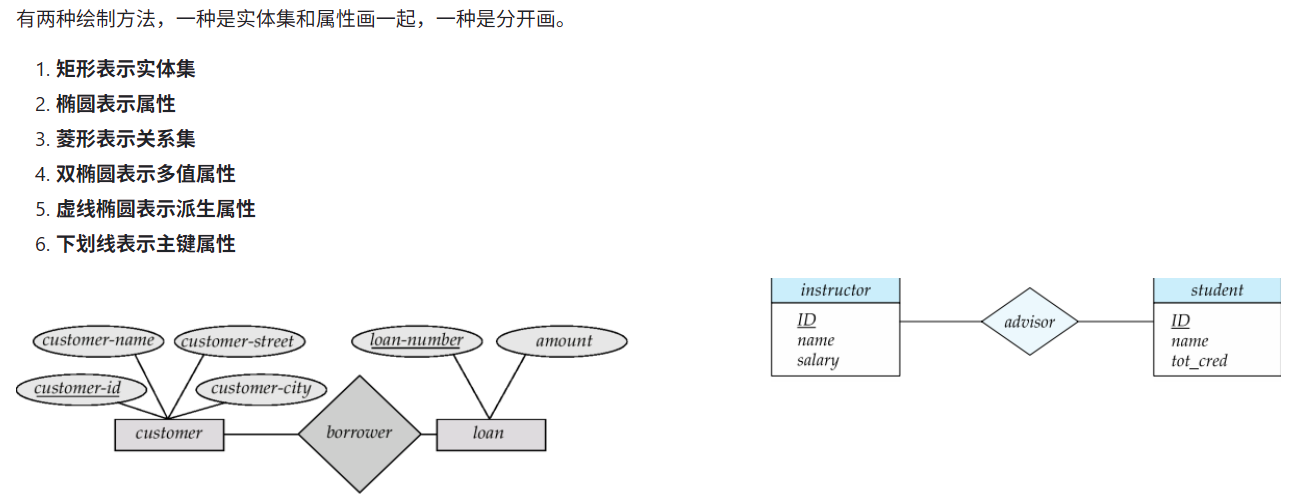 有两种绘制方法，一种是实体集和属性画一起，一种是分开画。
1. 矩形表示实体集
2. 椭圆表示属性
3. 菱形表示关系集
4. 双椭圆表示多值属性
5. 虚线椭圆表示派生属性
6. 下划线表示主键属性
customer-name
customer-street
customer-id
customer-city
customer
borrower
loan-number
amount
loan
instructor
ID
name
salary
advisor
student
ID
name
tot_cred